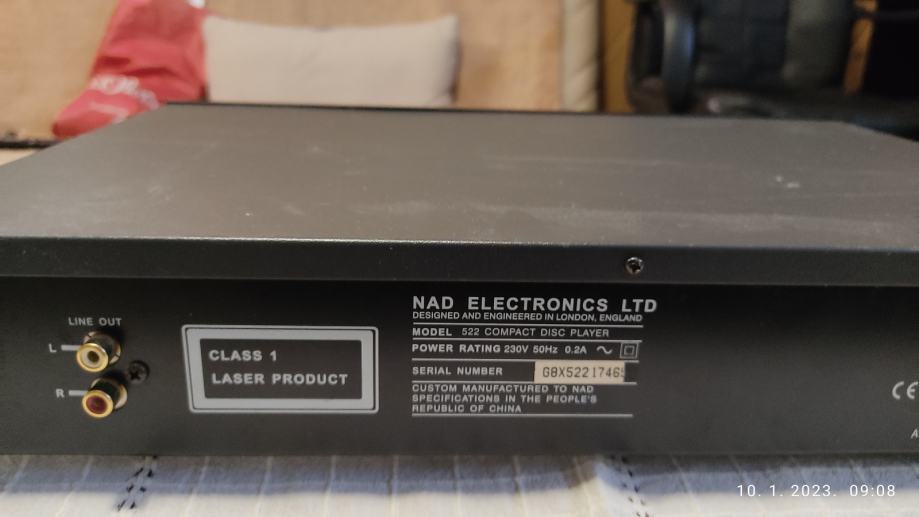 LINE OUT
L
R
CLASS 1
LASER PRODUCT
NAD ELECTRONICS LTD
DESIGNED AND ENGINEERED IN LONDON, ENGLAND
MODEL 522 COMPACT DISC PLAYER
POWER RATING 230V 50Hz 0.2A
SERIAL NUMBER
CUSTOM MANUFACTURED TO NAD
SPECIFICATIONS IN THE PEOPLE'S
REPUBLIC OF CHINA
CE
10. 1. 2023. 09:08